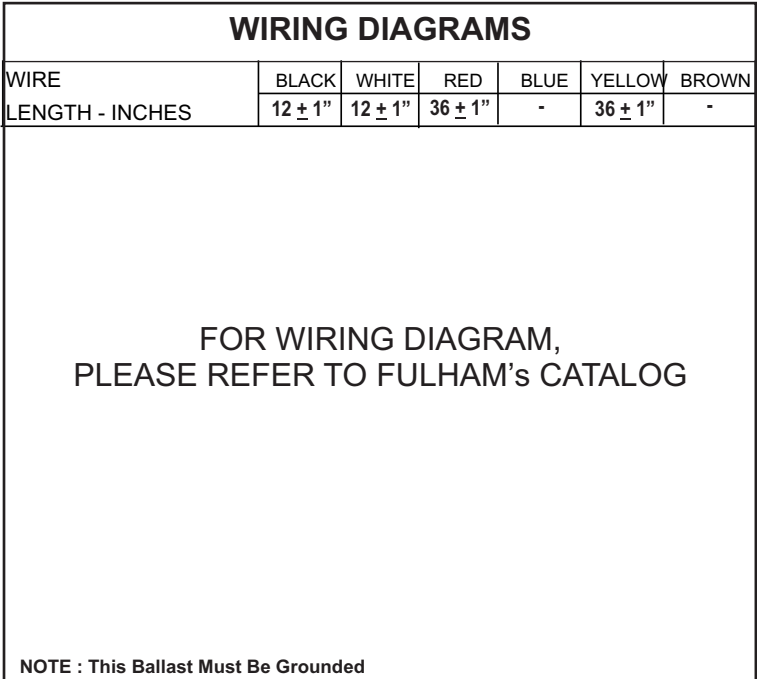 WIRING DIAGRAMS
WIRE BLACK WHITE RED BLUE YELLOW BROWN
LENGTH - INCHES 12 ± 1” 12 ± 1” 36 ± 1” - 36 ± 1” -
FOR WIRING DIAGRAM,
PLEASE REFER TO FULHAM’s CATALOG
NOTE : This Ballast Must Be Grounded